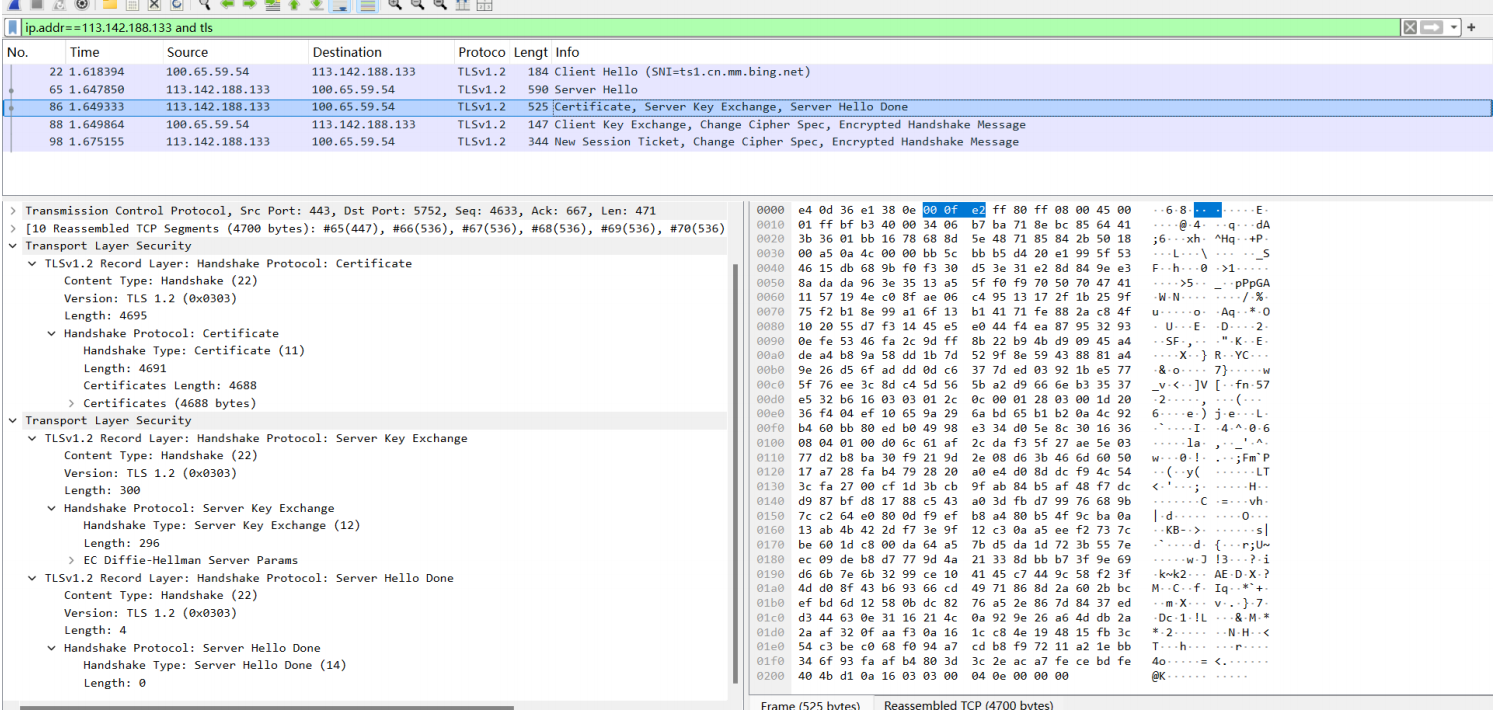 ip.addr==113.142.188.133 and tls
No. Time Source Destination Protoco Lengt Info
22 1.618394 100.65.59.54 113.142.188.133 TLSv1.2 184 Client Hello (SNI=ts1.cn.mm.bing.net)
65 1.647850 113.142.188.133 100.65.59.54 TLSv1.2 590 Server Hello
86 1.649333 113.142.188.133 100.65.59.54 TLSv1.2 525 Certificate, Server Key Exchange, Server Hello Done
88 1.649864 100.65.59.54 113.142.188.133 TLSv1.2 147 Client Key Exchange, Change Cipher Spec, Encrypted Handshake Message
98 1.675155 113.142.188.133 100.65.59.54 TLSv1.2 344 New Session Ticket, Change Cipher Spec, Encrypted Handshake Message
Transmission Control Protocol, Src Port: 443, Dst Port: 5752, Seq: 4633, Ack: 667, Len: 471
[10 Reassembled TCP Segments (4700 bytes): #65(447), #66(536), #67(536), #68(536), #69(536), #70(536)
Transport Layer Security
TLSv1.2 Record Layer: Handshake Protocol: Certificate
Content Type: Handshake (22)
Version: TLS 1.2 (0x0303)
Length: 4695
Handshake Protocol: Certificate
Handshake Type: Certificate (11)
Length: 4691
Certificates Length: 4688
Certificates (4688 bytes)
Transport Layer Security
TLSv1.2 Record Layer: Handshake Protocol: Server Key Exchange
Content Type: Handshake (22)
Version: TLS 1.2 (0x0303)
Length: 300
Handshake Protocol: Server Key Exchange
Handshake Type: Server Key Exchange (12)
Length: 296
EC Diffie-Hellman Server Params
TLSv1.2 Record Layer: Handshake Protocol: Server Hello Done
Content Type: Handshake (22)
Version: TLS 1.2 (0x0303)
Length: 4
Handshake Protocol: Server Hello Done
Handshake Type: Server Hello Done (14)
Length: 0
0000 e4 0d 36 e1 38 0e 00 0f e2 ff 80 ff 08 00 45 00
0010 01 ff bf b3 40 00 34 06 b7 ba 71 8e bc 85 64 41
0020 3b 36 01 bb 16 78 68 8d 5e 48 71 85 84 2b 50 18
0030 00 a5 0a 4c 00 00 bb 5c bb b5 d4 20 e1 99 5f 53
0040 46 15 db 68 9b f0 f3 30 d5 3e 31 e2 8d 84 9e e3
0050 8a da da 96 3e 35 13 a5 5f f0 f9 70 50 70 47 41
0060 11 57 19 4e c0 8f ae 06 c4 95 13 17 2f 1b 25 9f
0070 75 f2 b1 8e 99 a1 6f 13 b1 41 71 fe 88 2a c8 4f
0080 10 20 55 d7 f3 14 45 e5 e0 44 f4 ea 87 95 32 93
0090 0e fe 53 46 fa 2c 9d ff 8b 22 b9 4b d9 09 45 a4
00a0 de a4 b8 9a 58 dd 1b 7d 52 9f 8e 59 43 88 81 a4
00b0 9e 26 d5 6f ad dd 0d c6 37 7d ed 03 92 1b e5 77
00c0 5f 76 ee 3c 8d c4 5d 56 5b a2 d9 66 6e b3 35 37
00d0 e5 32 b6 16 03 03 01 2c 0c 00 01 28 03 00 1d 20
00e0 36 f4 04 ef 10 65 9a 29 6a bd 65 b1 b2 0a 4c 92
00f0 b4 60 bb 80 ed b0 49 98 e3 34 d0 5e 8c 30 16 36
0100 08 04 01 00 d0 6c 61 af 2c da f3 5f 27 ae 5e 03
0110 77 d2 b8 ba 30 f9 21 9d 2e 08 d6 3b 46 6d 60 50
0120 17 a7 28 fa b4 79 28 20 a0 e4 d0 8d dc f9 4c 54
0130 3c fa 27 00 cf 1d 3b cb 9f ab 84 b5 af 48 f7 dc
0140 d9 87 bf d8 17 88 c5 43 a0 3d fb d7 99 76 68 9b
0150 7c c2 64 e0 80 0d f9 ef b8 a4 80 b5 4f 9c ba 0a
0160 13 ab 4b 42 2d f7 3e 9f 12 c3 0a a5 ee f2 73 7c
0170 be 60 1d c8 00 da 64 a5 7b d5 da 1d 72 3b 55 7e
0180 ec 09 de b8 d7 77 9d 4a 21 33 8d bb b7 3f 9e 69
0190 d6 6b 7e 6b 32 99 ce 10 41 45 c7 44 9c 58 f2 3f
01a0 4d d0 8f 43 b6 93 66 cd 49 71 86 8d 2a 60 2b bc
01b0 ef bd 6d 12 58 0b dc 82 76 a5 2e 86 7d 84 37 ed
01c0 d3 44 63 0e 31 16 21 4c 0a 92 9e 26 a6 4d db 2a
01d0 2a af 32 0f aa f3 0a 16 1c c8 4e 19 48 15 fb 3c
01e0 54 c3 be c0 68 f0 94 a7 cd b8 f9 72 11 a2 1e bb
01f0 34 6f 93 fa af b4 80 3d 3c 2e ac a7 fe ce bd fe
0200 40 4b d1 0a 16 03 03 00 04 0e 00 00 00
Frame (525 bytes) Reassembled TCP (4700 bytes)